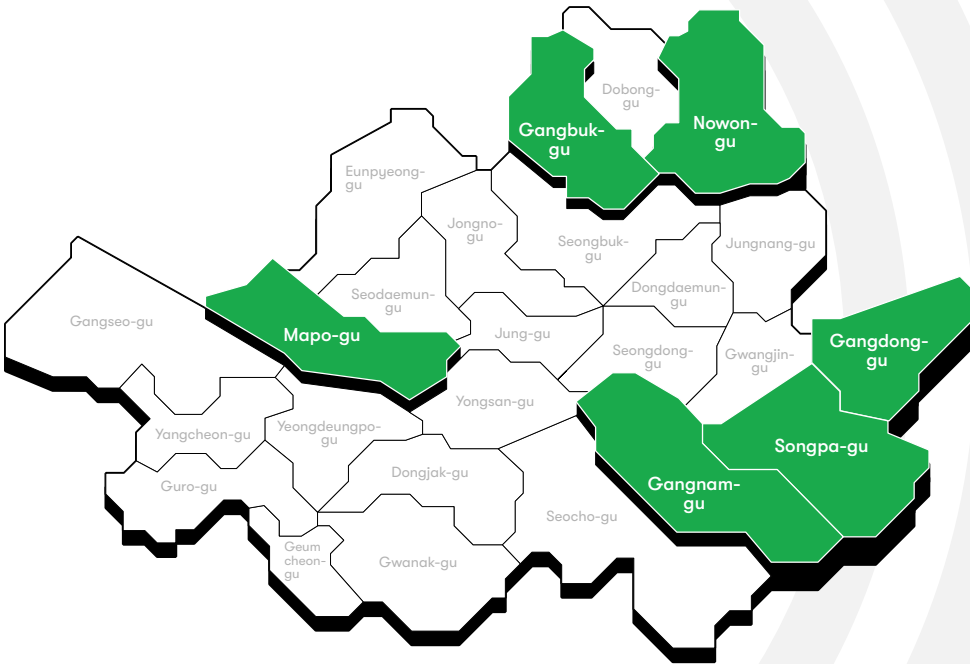 Dobong-
gu
Gangbuk-
gu
Nowon-
gu
Eunpyeong-
gu
Jongno-
gu
Seongbuk-
gu
Jungnang-gu
Seodaemun-
gu
Dongdaemun-
gu
Gangseo-gu
Mapo-gu
Jung-gu
Seongdong-
gu
Gwangjin-
gu
Gangdong-
gu
Yongsan-gu
Yangcheon-gu
Yeongdeungpo-
gu
Songpa-gu
Dongjak-gu
Guro-gu
Gangnam-
gu
Seocho-gu
Geum
cheon-
gu
Gwanak-gu